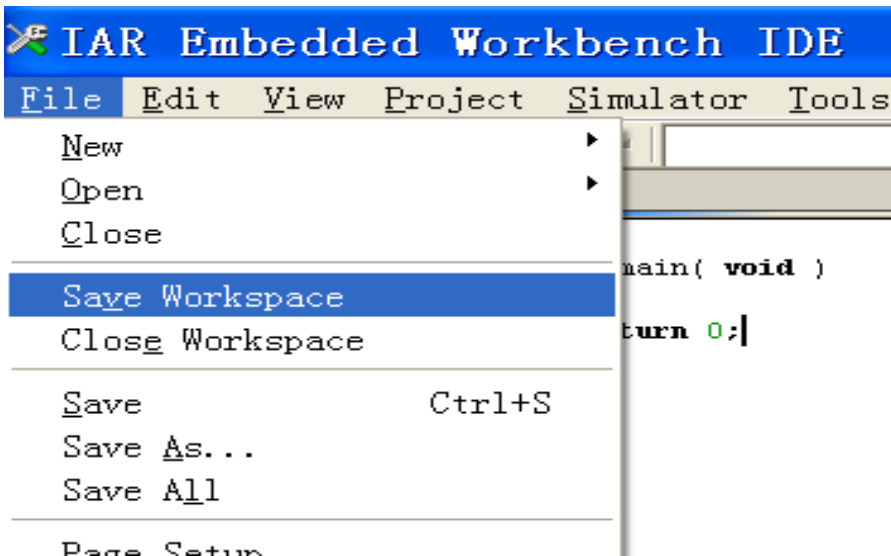 IAR Embedded Workbench IDE
File Edit View Project Simulator Tools
New
Open
Close
main( void )
Save Workspace
turn 0;
Close Workspace
Save Ctrl+S
Save As...
Save All
Page Setup